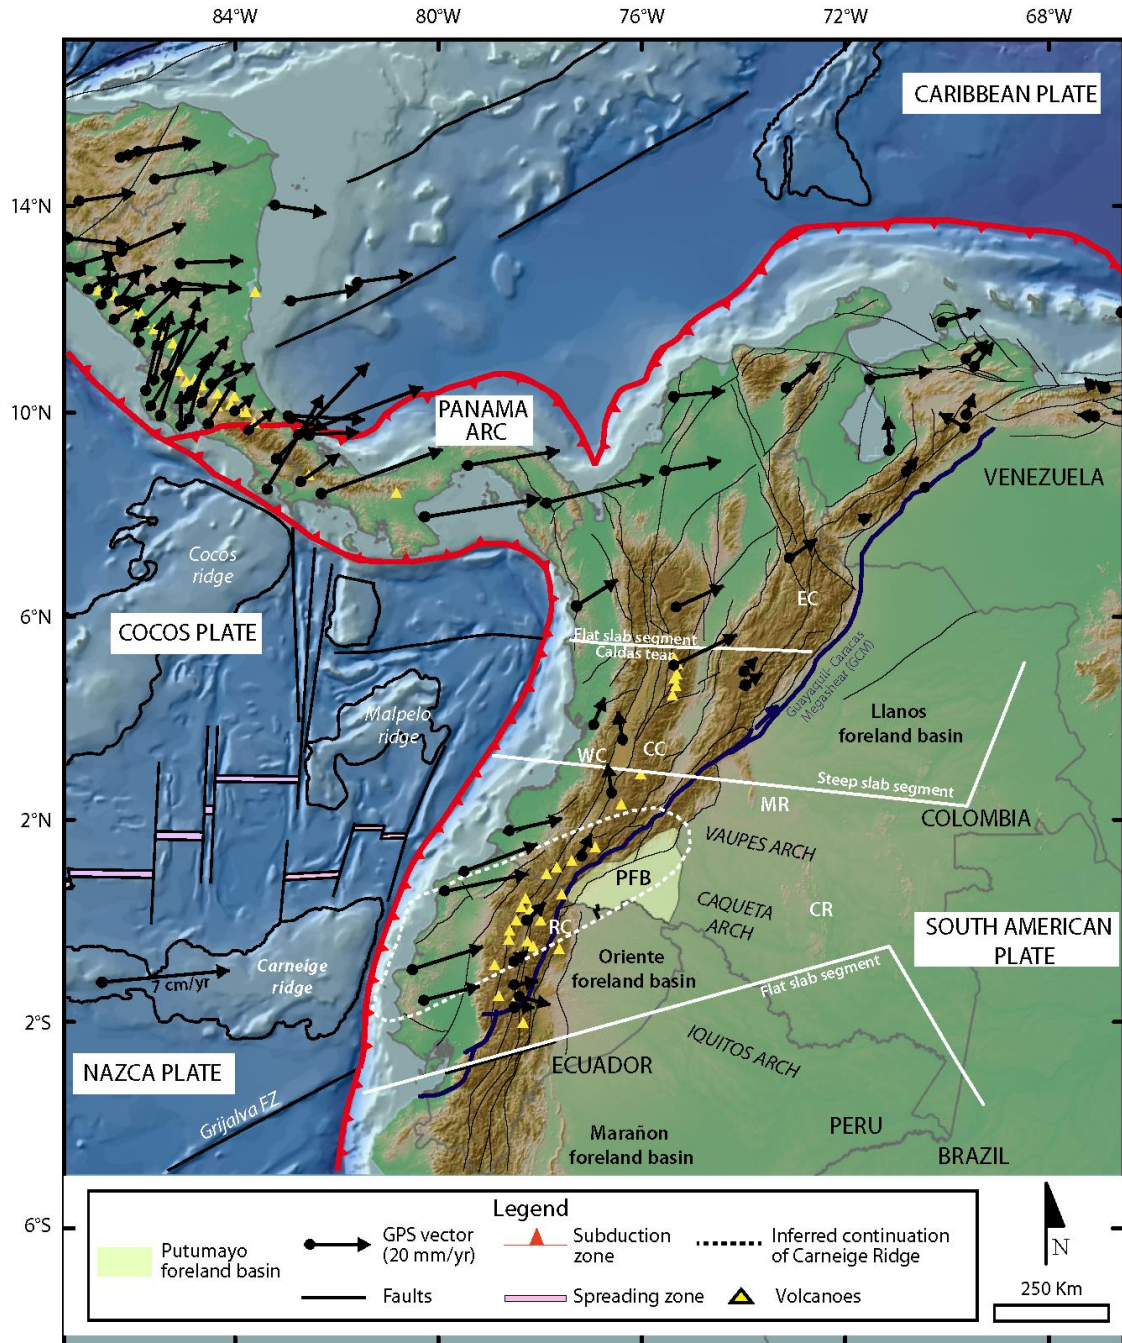 84°W
80°W
76°W
72°W
68°W
CARIBBEAN PLATE
14°N
10°N
PANAMA
ARC
VENEZUELA
Cocos
ridge
6°N
EC
COCOS PLATE
Flat slab segment
Caldas tear
Guayaquil- Caracas
Megashear (GCM)
Malpelo
ridge
Llanos
foreland basin
WC
CC
Steep slab segment
MR
COLOMBIA
2°N
VAUPES ARCH
PFB
CAQUETA
ARCH
CR
SOUTH AMERICAN
PLATE
RC
Carneige
ridge
7 cm/yr
Oriente
foreland basin
Flat slab segment
2°S
IQUITOS ARCH
ECUADOR
NAZCA PLATE
Grijalva FZ
PERU
Marañon
foreland basin
BRAZIL
6°S
Legend
Putumayo
foreland basin
GPS vector
(20 mm/yr)
Subduction
zone
Inferred continuation
of Carneige Ridge
Faults
Spreading zone
Volcanoes
N
250 Km